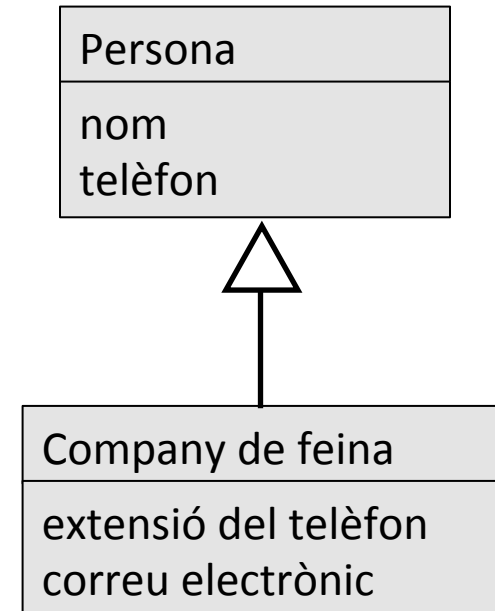 Persona
nom
telèfon
Company de feina
extensió del telèfon
correu electrònic